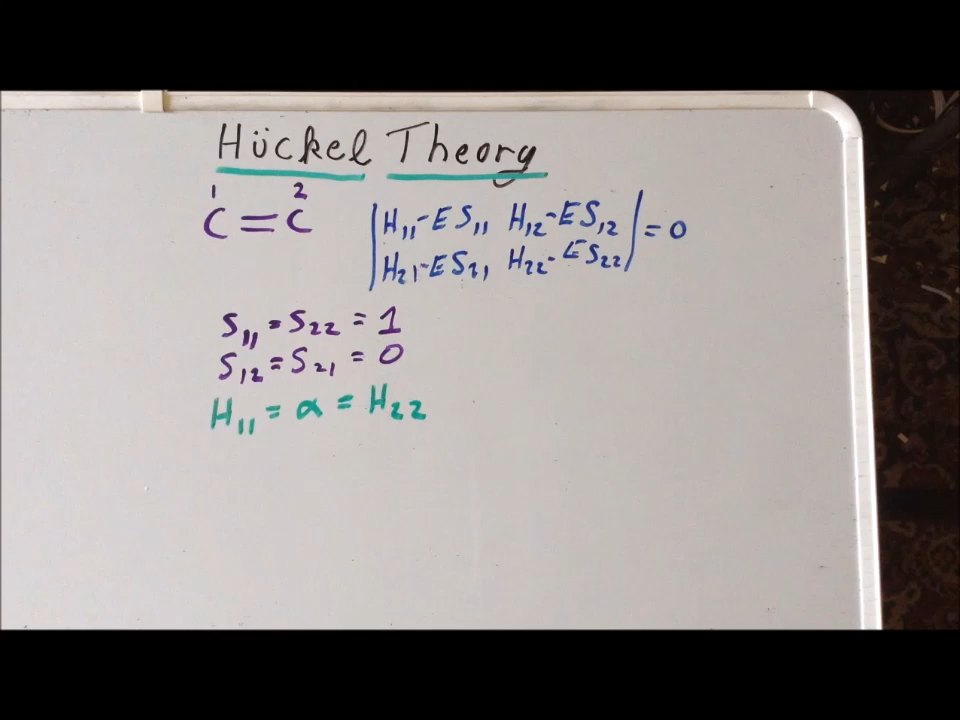 Hückel Theory
1 2
C=C
|H₁₁-ES₁₁ H₁₂-ES₁₂|
|H₂₁-ES₂₁ H₂₂-ES₂₂| = 0
S₁₁ = S₂₂ = 1
S₁₂ = S₂₁ = 0
H₁₁ = α = H₂₂